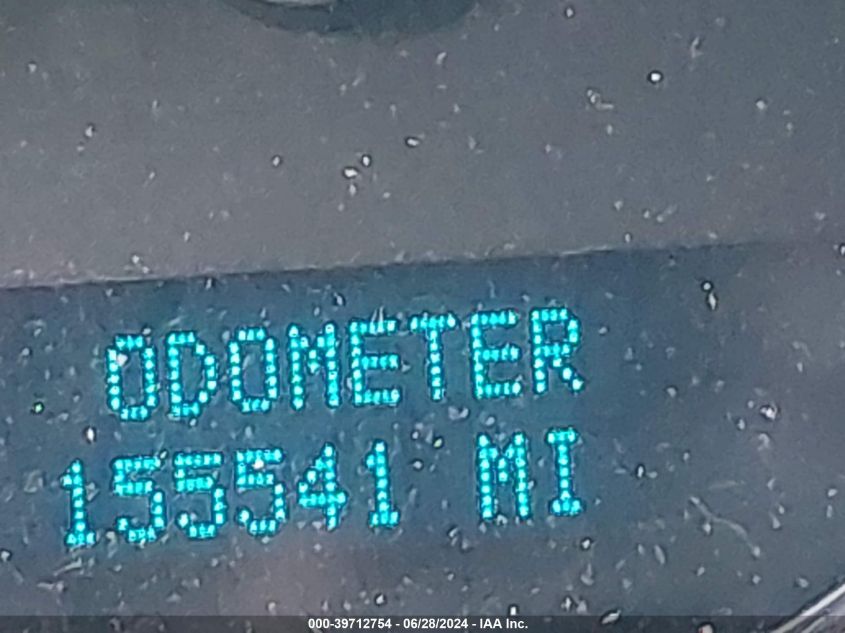 ODOMETER
155541 MI
000-39712754 - 06/28/2024 - IAA Inc.